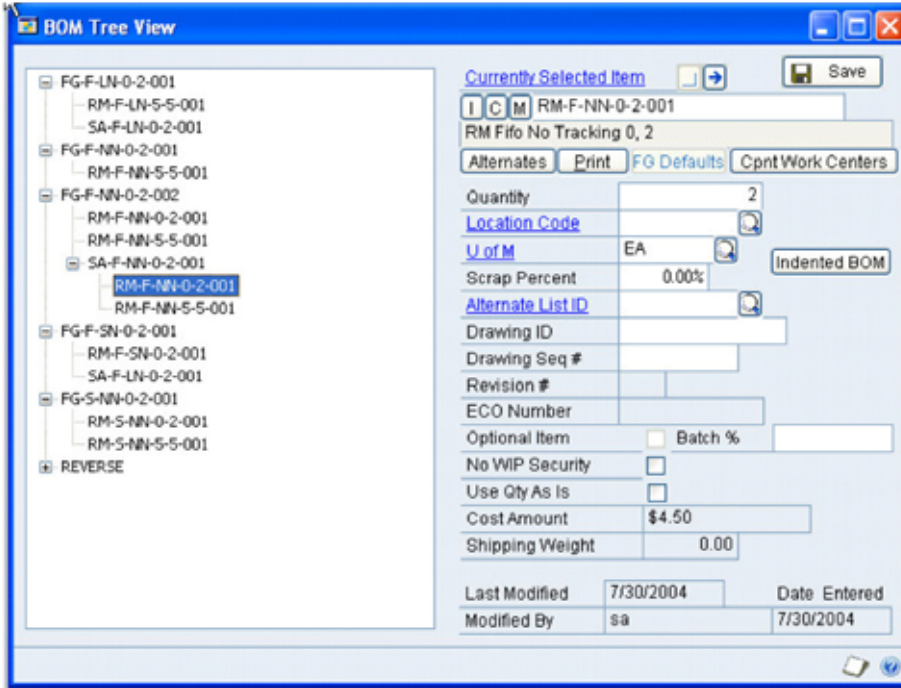 BOM Tree View
FG-F-LN-0-2-001
RM-F-LN-5-5-001
SA-F-LN-0-2-001
FG-F-NN-0-2-001
RM-F-NN-5-5-001
FG-F-NN-0-2-002
RM-F-NN-0-2-001
RM-F-NN-5-5-001
SA-F-NN-0-2-001
RM-F-NN-0-2-001
RM-F-NN-5-5-001
FG-F-SN-0-2-001
RM-F-SN-0-2-001
SA-F-LN-0-2-001
FG-S-NN-0-2-001
RM-S-NN-0-2-001
RM-S-NN-5-5-001
REVERSE
Currently Selected Item Save
I C M RM-F-NN-0-2-001
RM Fifo No Tracking 0, 2
Alternates Print FG Defaults Cpnt Work Centers
Quantity 2
Location Code
U of M EA
Indented BOM
Scrap Percent 0.00%
Alternate List ID
Drawing ID
Drawing Seq #
Revision #
ECO Number
Optional Item Batch %
No WIP Security
Use Qty As Is
Cost Amount $4.50
Shipping Weight 0.00
Last Modified 7/30/2004 Date Entered
Modified By sa 7/30/2004